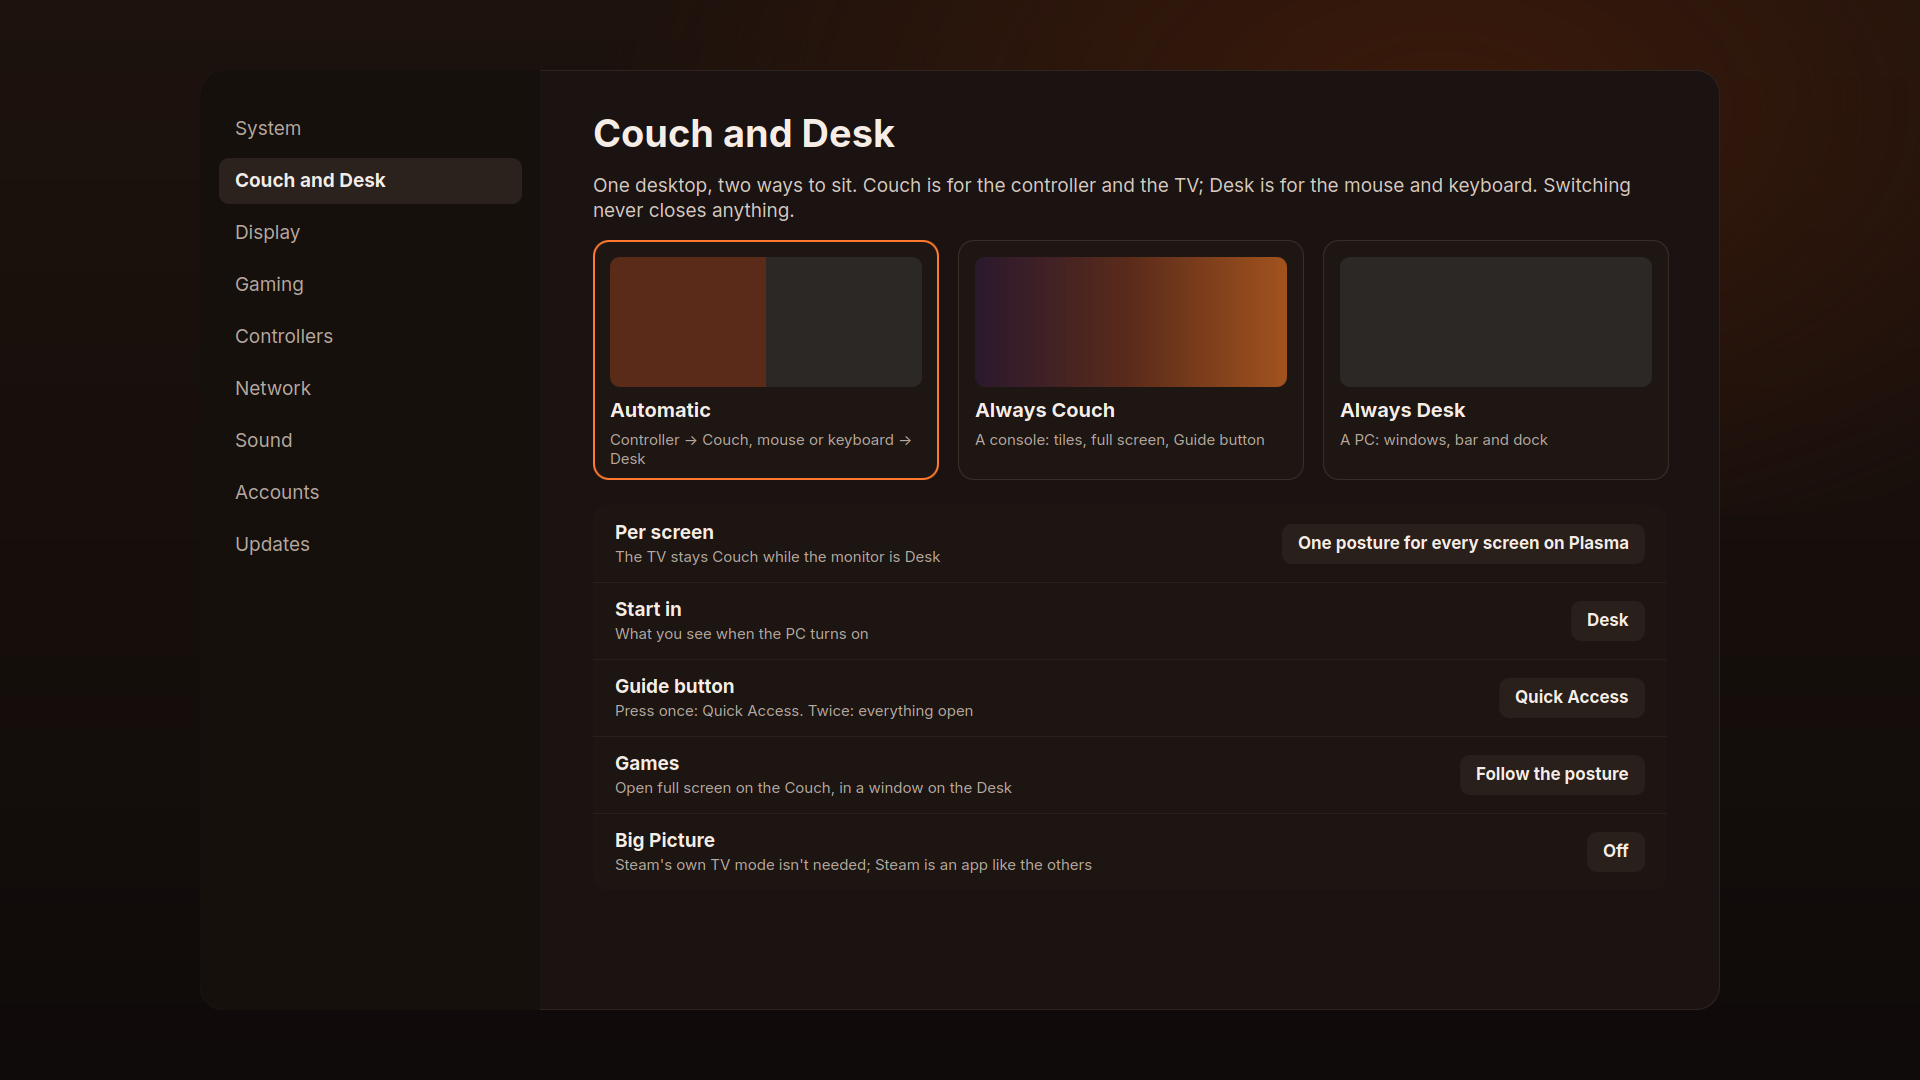 System
Couch and Desk
Display
Gaming
Controllers
Network
Sound
Accounts
Updates
Couch and Desk
One desktop, two ways to sit. Couch is for the controller and the TV; Desk is for the mouse and keyboard. Switching
never closes anything.
Automatic
Controller → Couch, mouse or keyboard →
Desk
Always Couch
A console: tiles, full screen, Guide button
Always Desk
A PC: windows, bar and dock
Per screen
The TV stays Couch while the monitor is Desk
One posture for every screen on Plasma
Start in
What you see when the PC turns on
Desk
Guide button
Press once: Quick Access. Twice: everything open
Quick Access
Games
Open full screen on the Couch, in a window on the Desk
Follow the posture
Big Picture
Steam's own TV mode isn't needed; Steam is an app like the others
Off